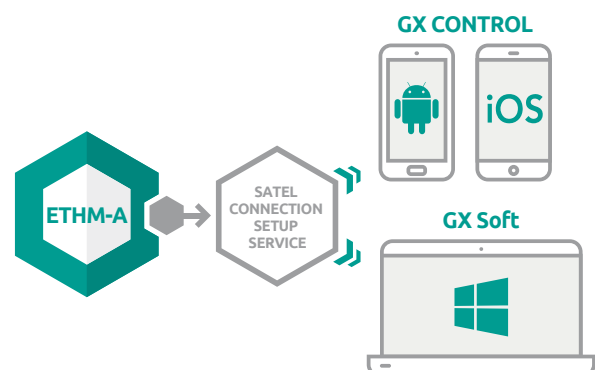 GX CONTROL
iOS
ETHM-A
SATEL
CONNECTION
SETUP
SERVICE
GX Soft